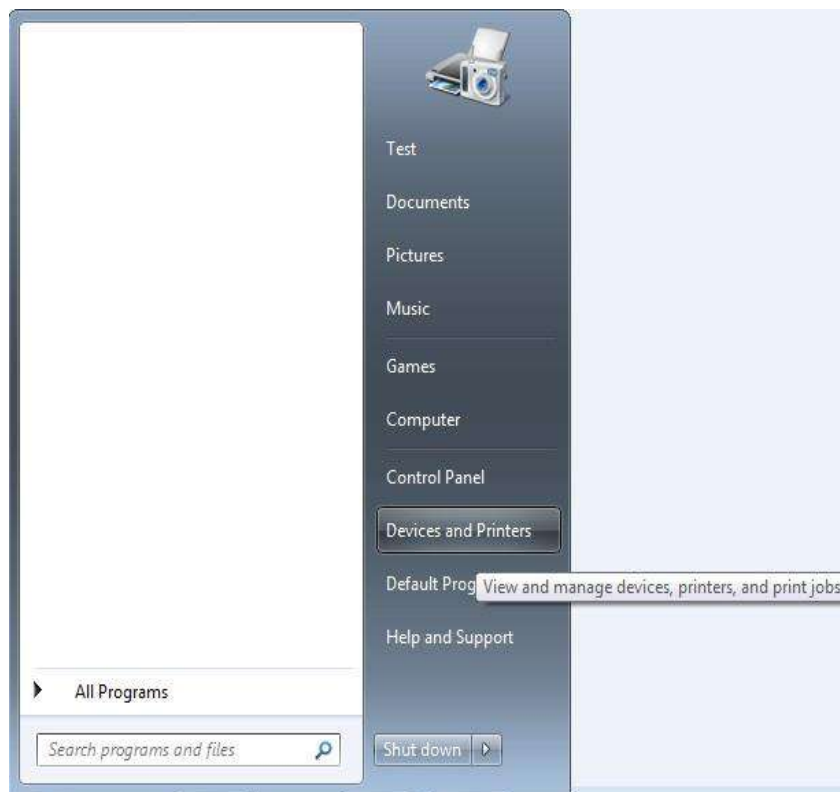 Test
Documents
Pictures
Music
Games
Computer
Control Panel
Devices and Printers
Default Prog
View and manage devices, printers, and print jobs
Help and Support
All Programs
Search programs and files
Shut down